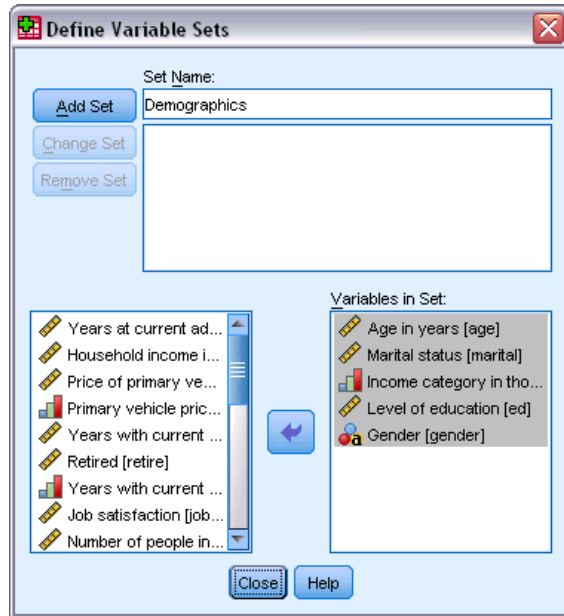 Define Variable Sets
Set Name:
Add Set
Demographics
Change Set
Remove Set
Years at current ad...
Household income i...
Price of primary ve...
Primary vehicle pric...
Years with current ...
Retired [retire]
Years with current ...
Job satisfaction [job...
Number of people in...
Variables in Set:
Age in years [age]
Marital status [marital]
Income category in tho...
Level of education [ed]
Gender [gender]
Close
Help